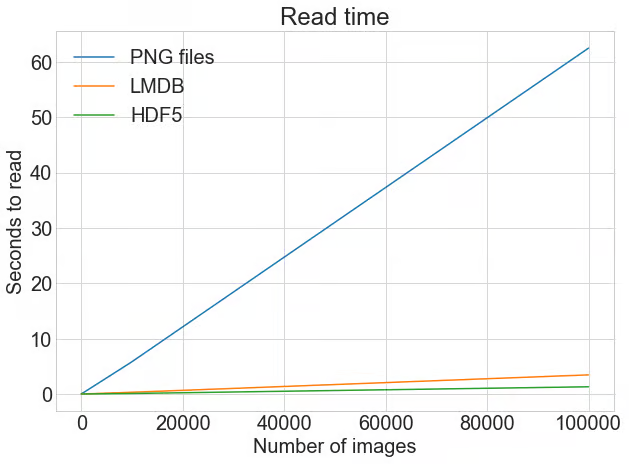 Read time
PNG files
LMDB
HDF5
Seconds to read
60
50
40
30
20
10
0
0 20000 40000 60000 80000 100000
Number of images